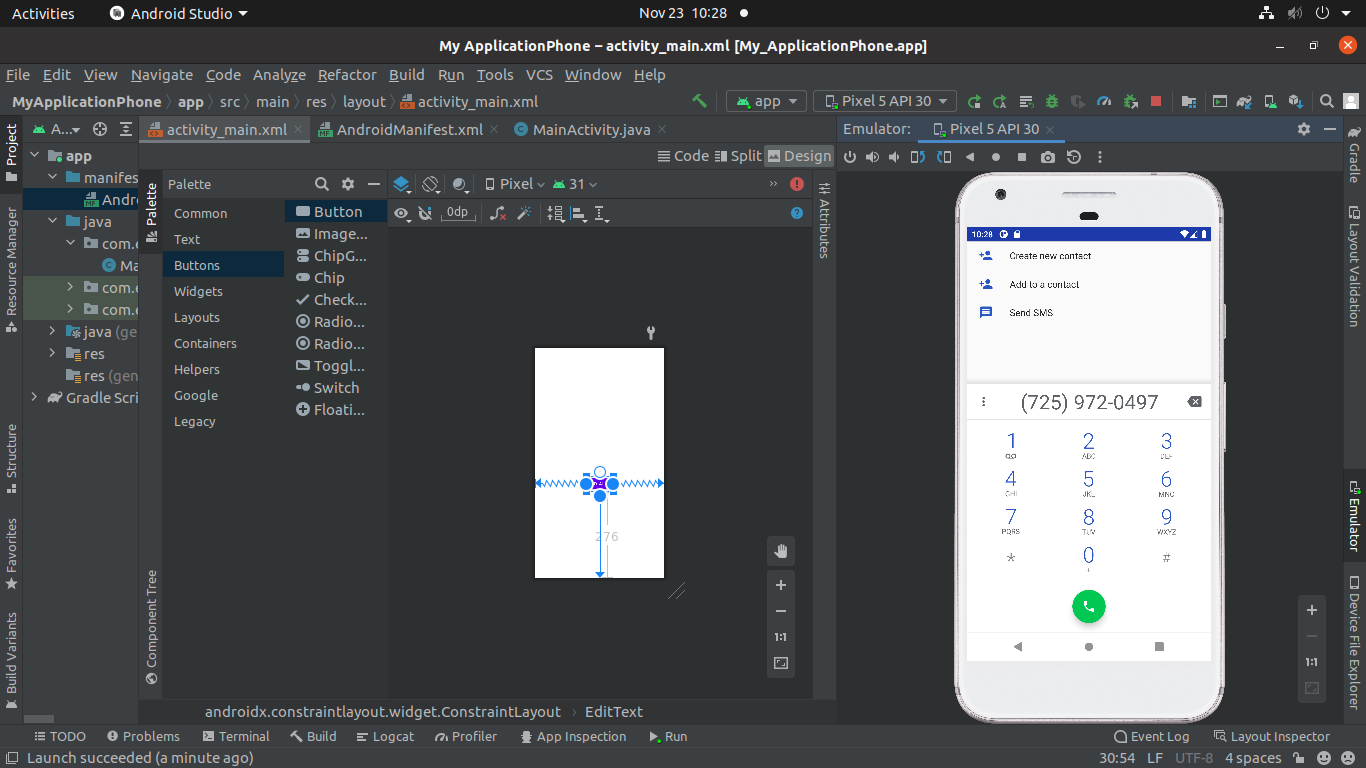 Activities
Android Studio
Nov 23 10:28
My ApplicationPhone – activity_main.xml [My_ApplicationPhone.app]
File Edit View Navigate Code Analyze Refactor Build Run Tools VCS Window Help
MyApplicationPhone app src main res layout activity_main.xml
app
Pixel 5 API 30
Project
Resource Manager
Structure
Favorites
Build Variants
A...
app
manifes
Andro
java
com.e
Ma
com.e
com.e
java (ge
res
res (gen
Gradle Scri
activity_main.xml
AndroidManifest.xml
MainActivity.java
Code Split Design
Palette
Component Tree
Palette
Common
Text
Buttons
Widgets
Layouts
Containers
Helpers
Google
Legacy
Button
Image...
ChipG...
Chip
Check...
Radio...
Radio...
Toggl...
Switch
Floati...
Pixel
31
0dp
276
1:1
Attributes
androidx.constraintlayout.widget.ConstraintLayout › EditText
Emulator:
Pixel 5 API 30
10:28
Create new contact
Add to a contact
Send SMS
(725) 972-0497
1
2 ABC
3 DEF
4 GHI
5 JKL
6 MNO
7 PQRS
8 TUV
9 WXYZ
*
0 +
#
1:1
Gradle
Layout Validation
Emulator
Device File Explorer
TODO Problems Terminal Build Logcat Profiler App Inspection Run
Event Log Layout Inspector
Launch succeeded (a minute ago)
30:54 LF UTF-8 4 spaces